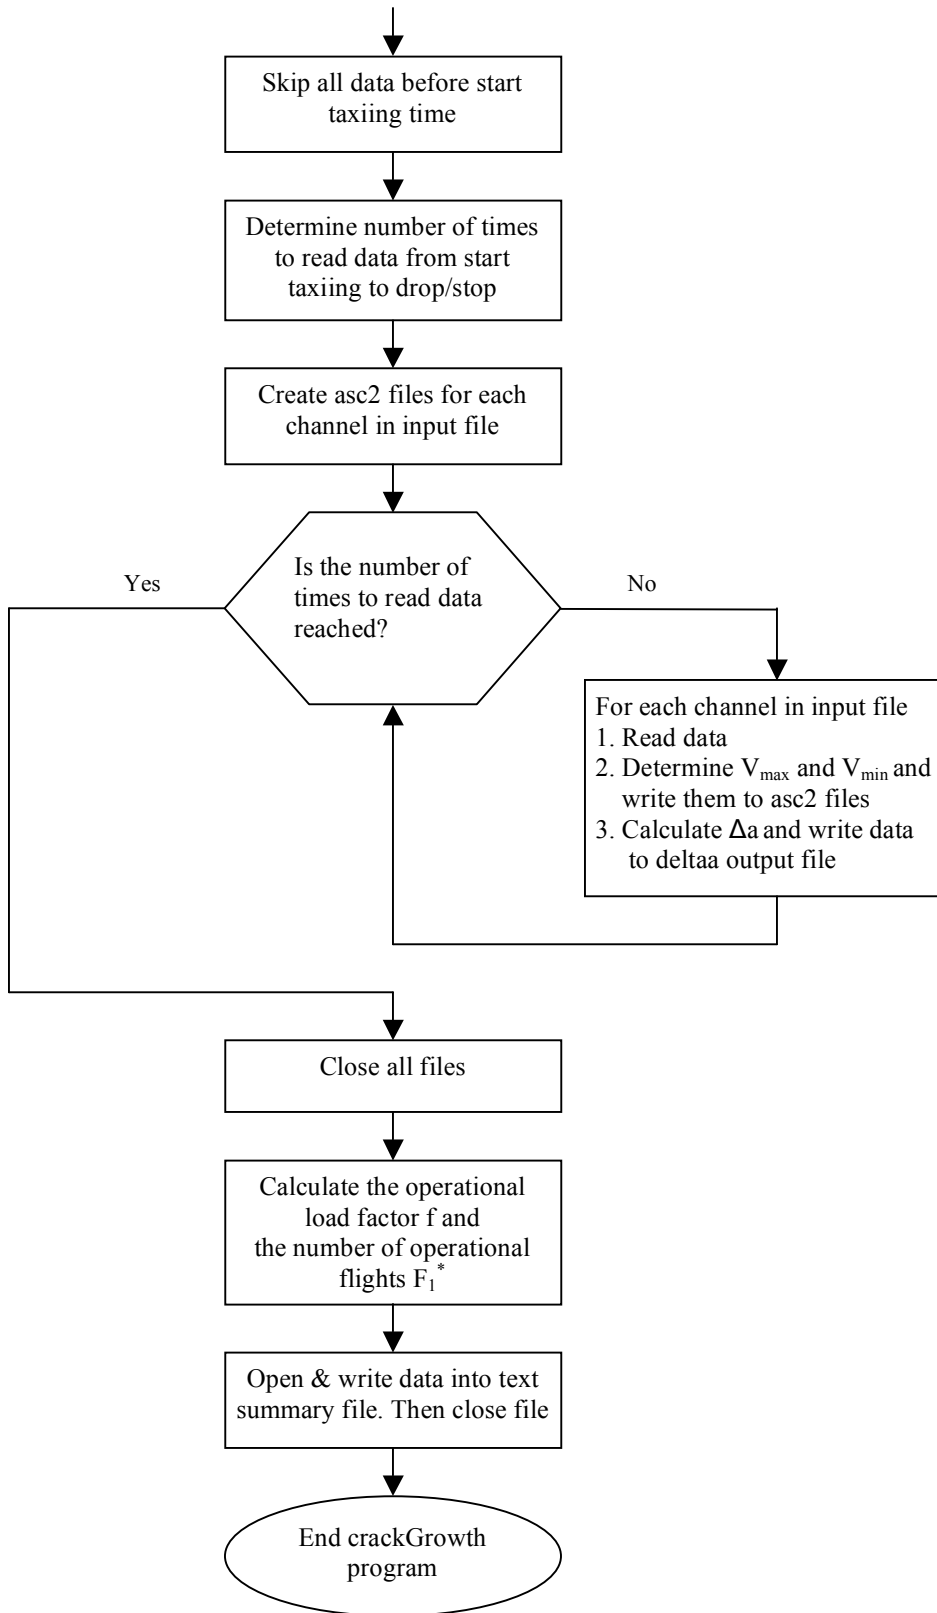 Skip all data before start
taxiing time
Determine number of times
to read data from start
taxiing to drop/stop
Create asc2 files for each
channel in input file
Is the number of
times to read data
reached?
Yes
No
For each channel in input file
1. Read data
2. Determine Vmax and Vmin and
write them to asc2 files
3. Calculate Δa and write data
to deltaa output file
Close all files
Calculate the operational
load factor f and
the number of operational
flights F1*
Open & write data into text
summary file. Then close file
End crackGrowth
program